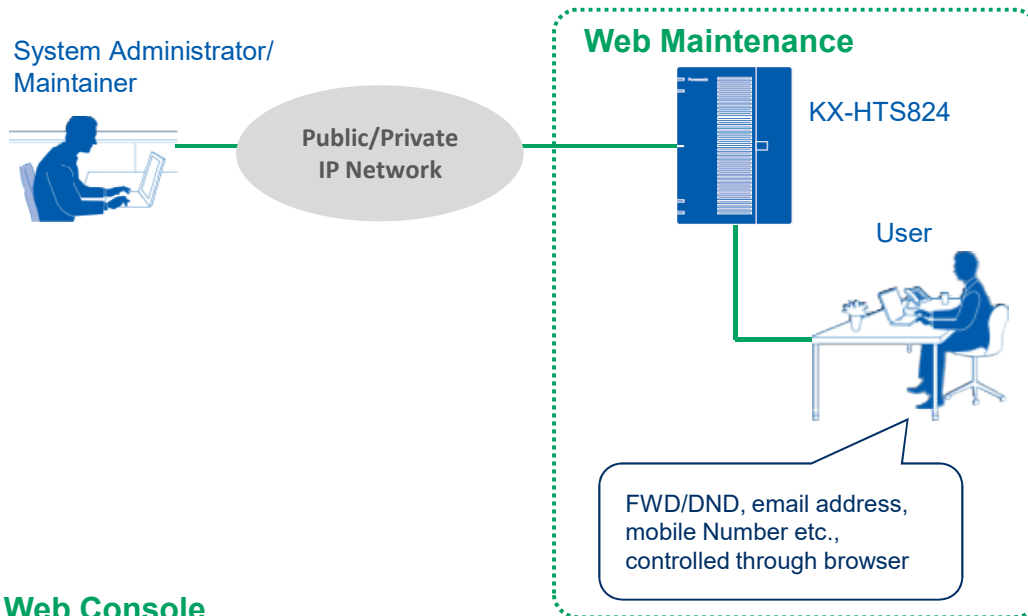 System Administrator/
Maintainer
Public/Private
IP Network
Web Maintenance
Panasonic
KX-HTS824
User
FWD/DND, email address,
mobile Number etc.,
controlled through browser
Web Console